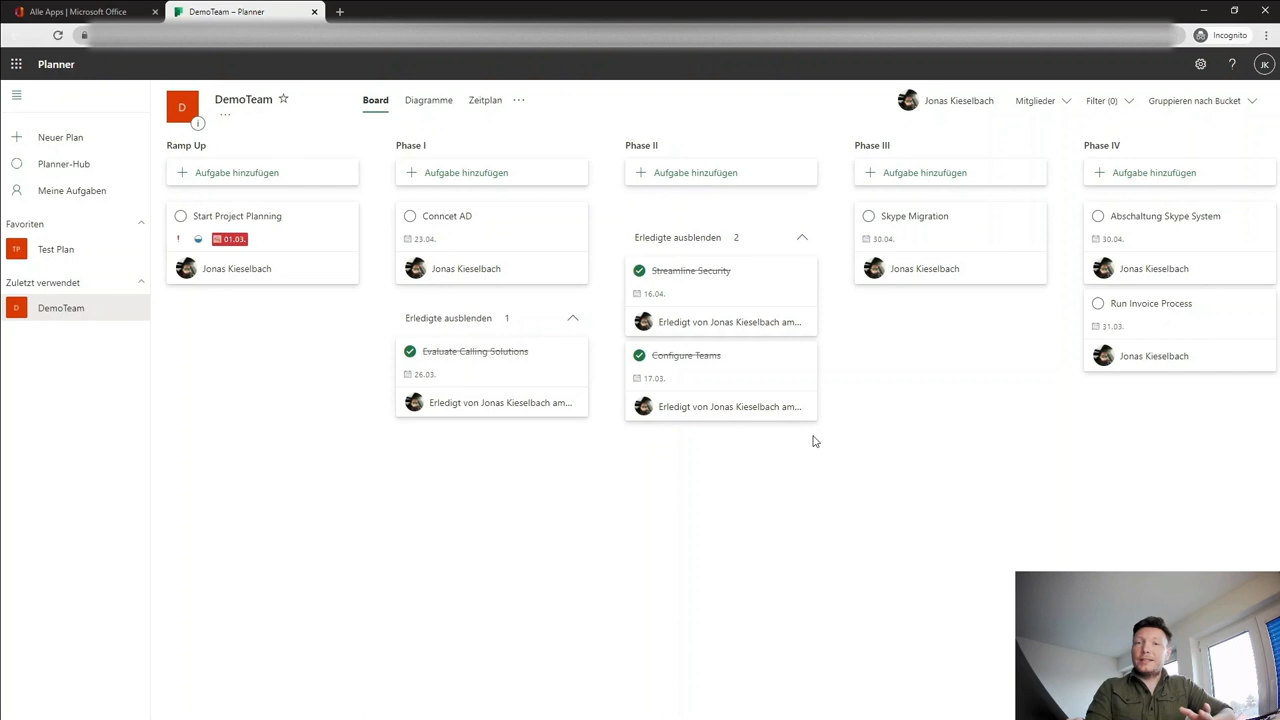 Alle Apps | Microsoft Office
DemoTeam – Planner
Incognito
Planner
JK
D
DemoTeam
Board
Diagramme
Zeitplan
Jonas Kieselbach
Mitglieder
Filter (0)
Gruppieren nach Bucket
Neuer Plan
Planner-Hub
Meine Aufgaben
Favoriten
TP
Test Plan
Zuletzt verwendet
D
DemoTeam
Ramp Up
Aufgabe hinzufügen
Start Project Planning
01.03.
Jonas Kieselbach
Phase I
Aufgabe hinzufügen
Conncet AD
23.04.
Jonas Kieselbach
Erledigte ausblenden 1
Evaluate Calling Solutions
26.03.
Erledigt von Jonas Kieselbach am...
Phase II
Aufgabe hinzufügen
Erledigte ausblenden 2
Streamline Security
16.04.
Erledigt von Jonas Kieselbach am...
Configure Teams
17.03.
Erledigt von Jonas Kieselbach am...
Phase III
Aufgabe hinzufügen
Skype Migration
30.04.
Jonas Kieselbach
Phase IV
Aufgabe hinzufügen
Abschaltung Skype System
30.04.
Jonas Kieselbach
Run Invoice Process
31.03.
Jonas Kieselbach